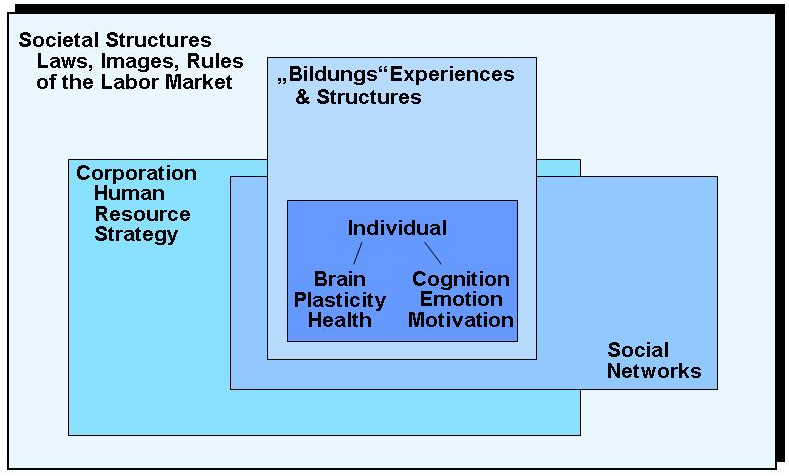 Societal Structures
Laws, Images, Rules
of the Labor Market
„Bildungs“Experiences
& Structures
Corporation
Human
Resource
Strategy
Individual
Brain
Plasticity
Health
Cognition
Emotion
Motivation
Social
Networks